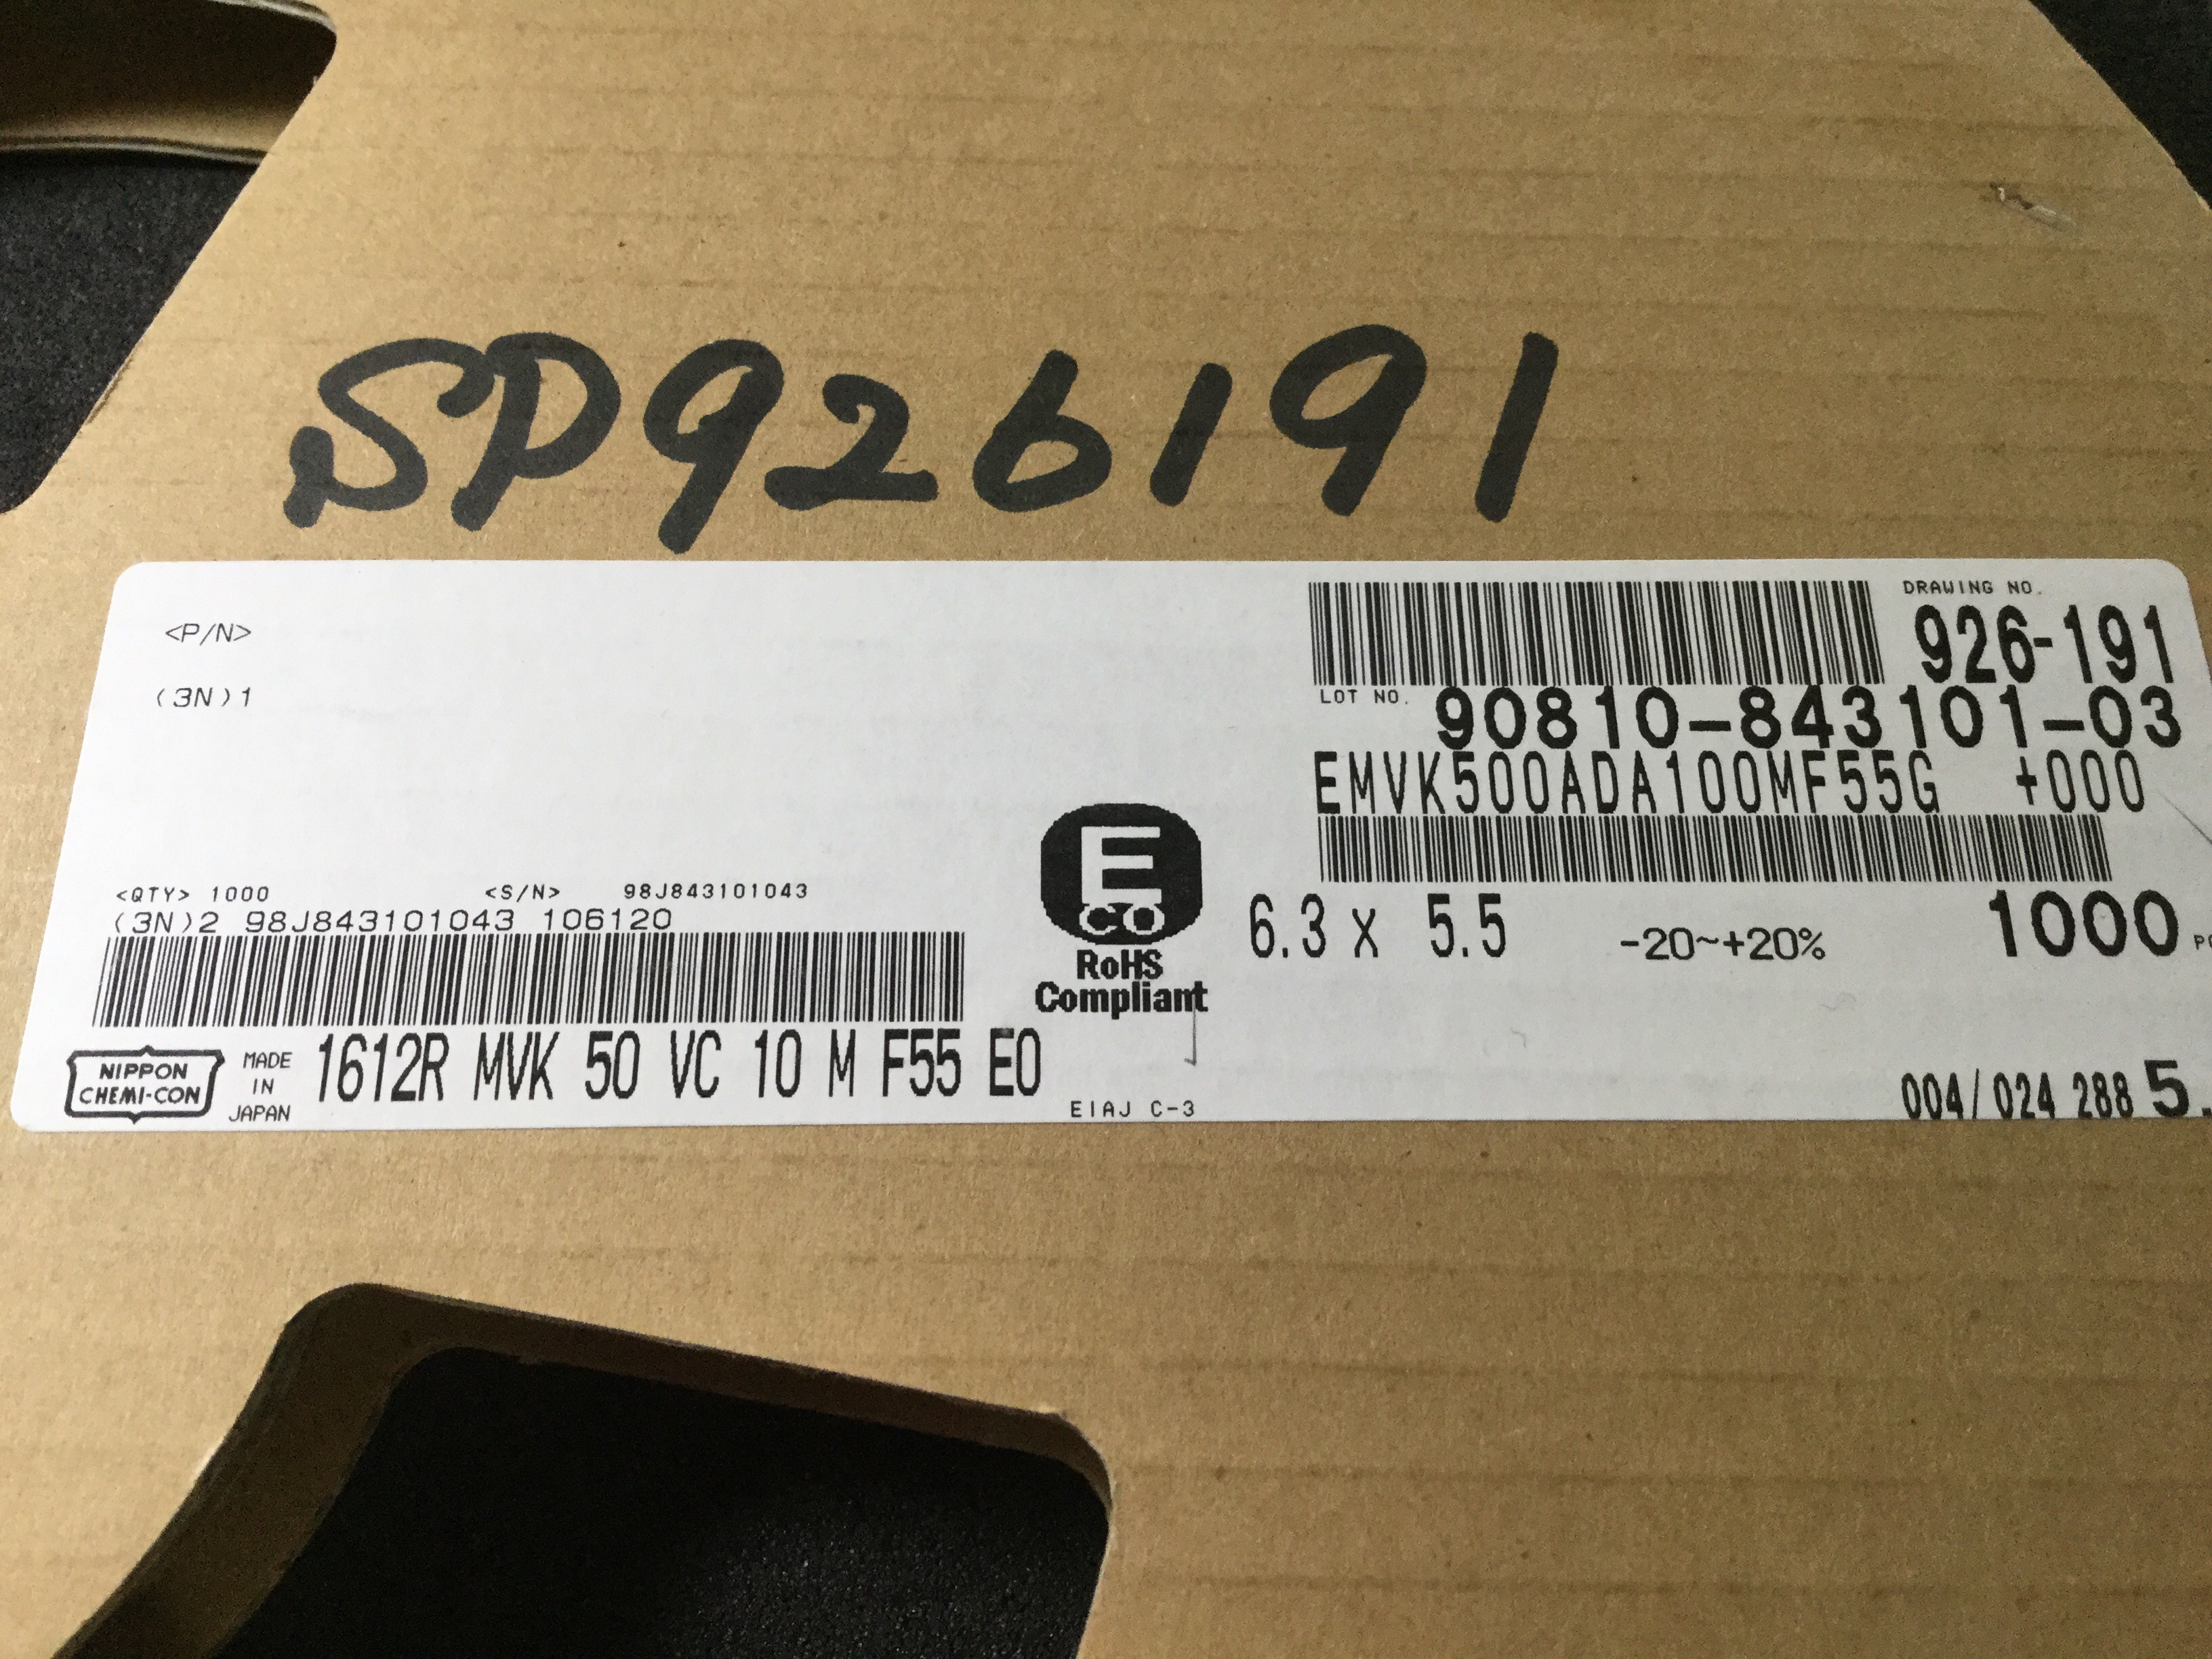 SP926191
<P/N>
(3N)1
DRAWING NO.
926-191
LOT NO. 90810-843101-03
EMVK500ADA100MF55G +000
<QTY> 1000 <S/N> 98J843101043
(3N)2 98J843101043 106120
E
CO
RoHS
Compliant
6.3 x 5.5 -20~+20% 1000
NIPPON
CHEMI-CON
MADE
IN
JAPAN
1612R MVK 50 VC 10 M F55 E0
EIAJ C-3
004/024 288 5.